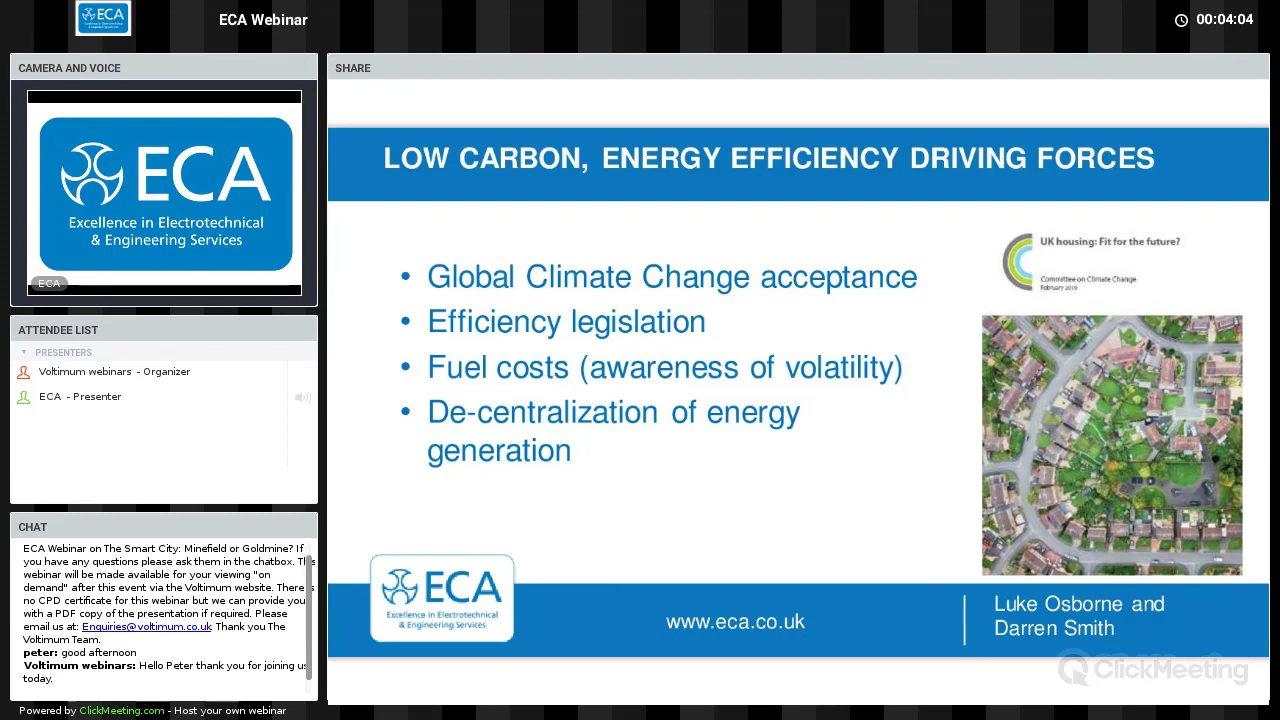 ECA
ECA Webinar
00:04:04
CAMERA AND VOICE
ECA
Excellence in Electrotechnical
& Engineering Services
ECA
ATTENDEE LIST
PRESENTERS
Voltimum webinars - Organizer
ECA - Presenter
CHAT
ECA Webinar on The Smart City: Minefield or Goldmine? If
you have any questions please ask them in the chatbox. This
webinar will be made available for your viewing "on
demand" after this event via the Voltimum website. There is
no CPD certificate for this webinar but we can provide you
with a PDF copy of the presentation if required. Please
email us at: Enquiries@voltimum.co.uk Thank you The
Voltimum Team.
peter: good afternoon
Voltimum webinars: Hello Peter thank you for joining us
today.
Powered by ClickMeeting.com - Host your own webinar
SHARE
LOW CARBON, ENERGY EFFICIENCY DRIVING FORCES
• Global Climate Change acceptance
• Efficiency legislation
• Fuel costs (awareness of volatility)
• De-centralization of energy
generation
UK housing: Fit for the future?
Committee on Climate Change
February 2019
ECA
Excellence in Electrotechnical
& Engineering Services
www.eca.co.uk
Luke Osborne and
Darren Smith
ClickMeeting